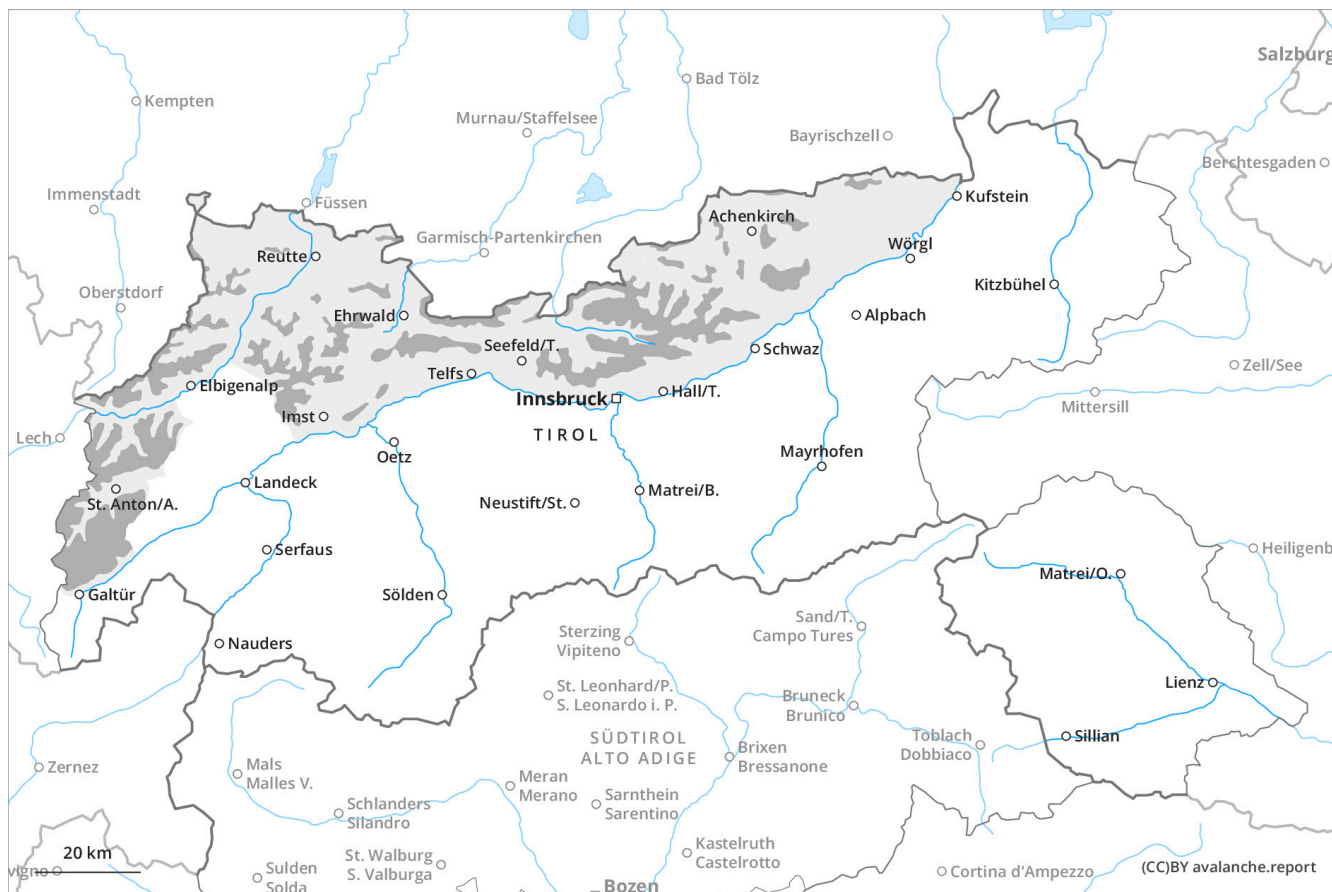 Salzburg
Bad Tölz
Kempten
Murnau/Staffelsee
Bayrischzell
Berchtesgaden
Immenstadt
Füssen
Kufstein
Achenkirch
Garmisch-Partenkirchen
Wörgl
Reutte
Kitzbühel
Oberstdorf
Ehrwald
Alpbach
Seefeld/T.
Schwaz
Zell/See
Telfs
Elbigenalp
Hall/T.
Innsbruck
Mittersill
Imst
Lech
TIROL
Oetz
Mayrhofen
Landeck
Matrei/B.
St. Anton/A.
Neustift/St.
Serfaus
Heiligenb
Matrei/O.
Galtür
Sölden
Sand/T.
Campo Tures
Sterzing
Vipiteno
Nauders
Lienz
St. Leonhard/P.
S. Leonardo i. P.
Bruneck
Brunico
SÜDTIROL
ALTO ADIGE
Sillian
Toblach
Dobbiaco
Brixen
Bressanone
Zernez
Mals
Malles V.
Meran
Merano
Sarnthein
Sarentino
Schlanders
Silandro
Kastelruth
Castelrotto
20 km
St. Walburg
S. Valburga
vigno
Sulden
Solda
Cortina d'Ampezzo
(CC)BY avalanche.report
Bozen